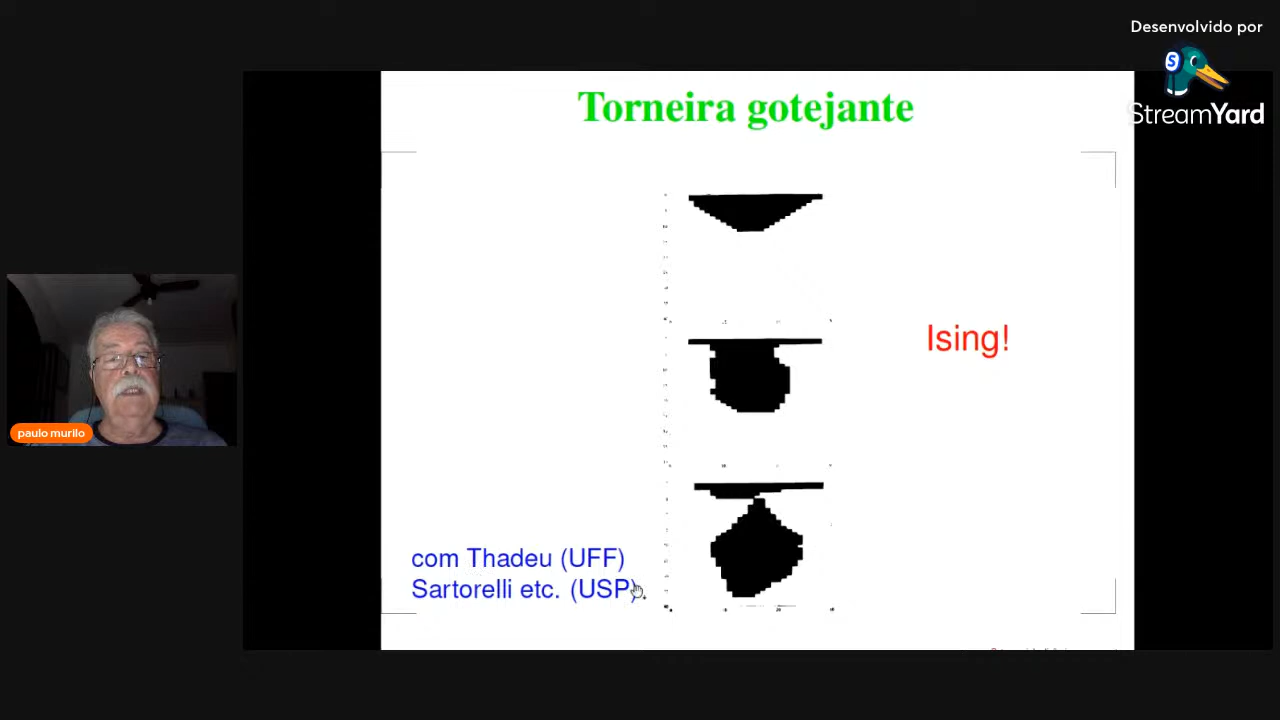 Desenvolvido por
StreamYard
Torneira gotejante
Ising!
com Thadeu (UFF)
Sartorelli etc. (USP)
paulo murilo